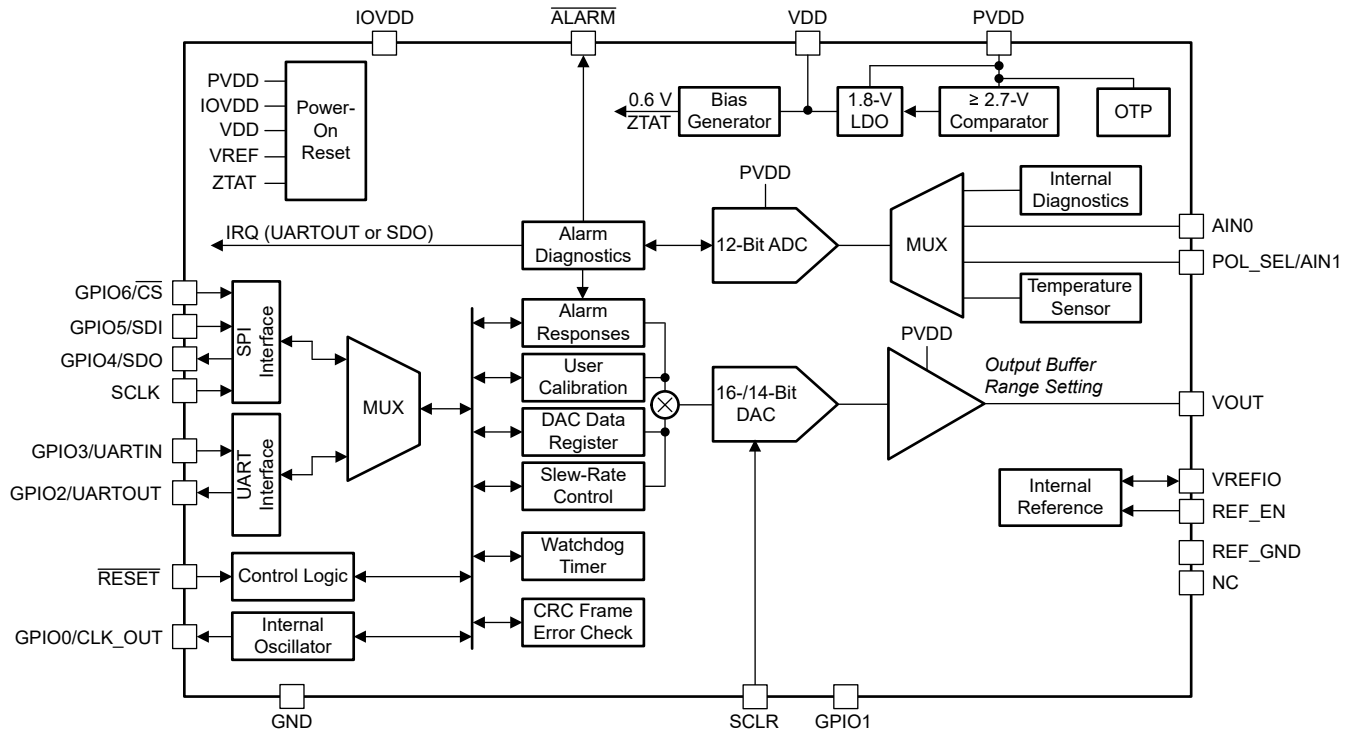 IOVDD
ALARM
VDD
PVDD
PVDD
IOVDD
VDD
VREF
ZTAT
Power-
On
Reset
0.6 V
ZTAT
Bias
Generator
1.8-V
LDO
≥ 2.7-V
Comparator
OTP
PVDD
Internal
Diagnostics
IRQ (UARTOUT or SDO)
Alarm
Diagnostics
12-Bit ADC
MUX
AIN0
POL_SEL/AIN1
Temperature
Sensor
GPIO6/CS
GPIO5/SDI
GPIO4/SDO
SCLK
SPI
Interface
GPIO3/UARTIN
GPIO2/UARTOUT
UART
Interface
MUX
Alarm
Responses
User
Calibration
DAC Data
Register
Slew-Rate
Control
16-/14-Bit
DAC
PVDD
Output Buffer
Range Setting
VOUT
Internal
Reference
VREFIO
REF_EN
REF_GND
NC
RESET
Control Logic
Watchdog
Timer
GPIO0/CLK_OUT
Internal
Oscillator
CRC Frame
Error Check
GND
SCLR
GPIO1